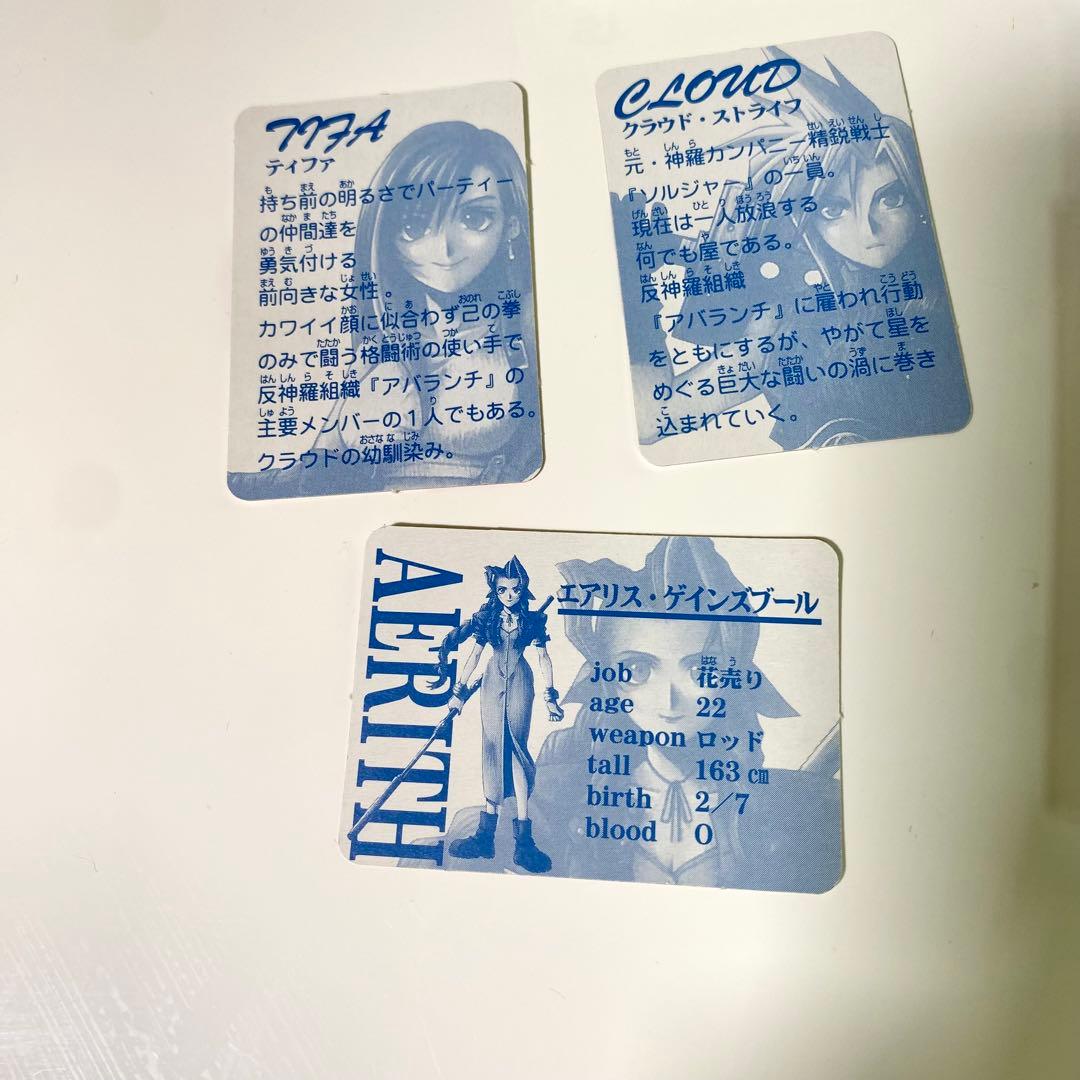 TIFA
ティファ
持ち前の明るさでパーティー
の仲間達を
勇気付ける
前向きな女性。
カワイイ顔に似合わず己の拳
のみで闘う格闘術の使い手で
反神羅組織『アバランチ』の
主要メンバーの1人でもある。
クラウドの幼馴染み。
CLOUD
クラウド・ストライフ
元・神羅カンパニー精鋭戦士
『ソルジャー』の一員。
現在は一人放浪する
何でも屋である。
反神羅組織
『アバランチ』に雇われ行動
をともにするが、やがて星を
めぐる巨大な闘いの渦に巻き
込まれていく。
AERITH
エアリス・ゲインズブール
job 花売り
age 22
weapon ロッド
tall 163cm
birth 2/7
blood O